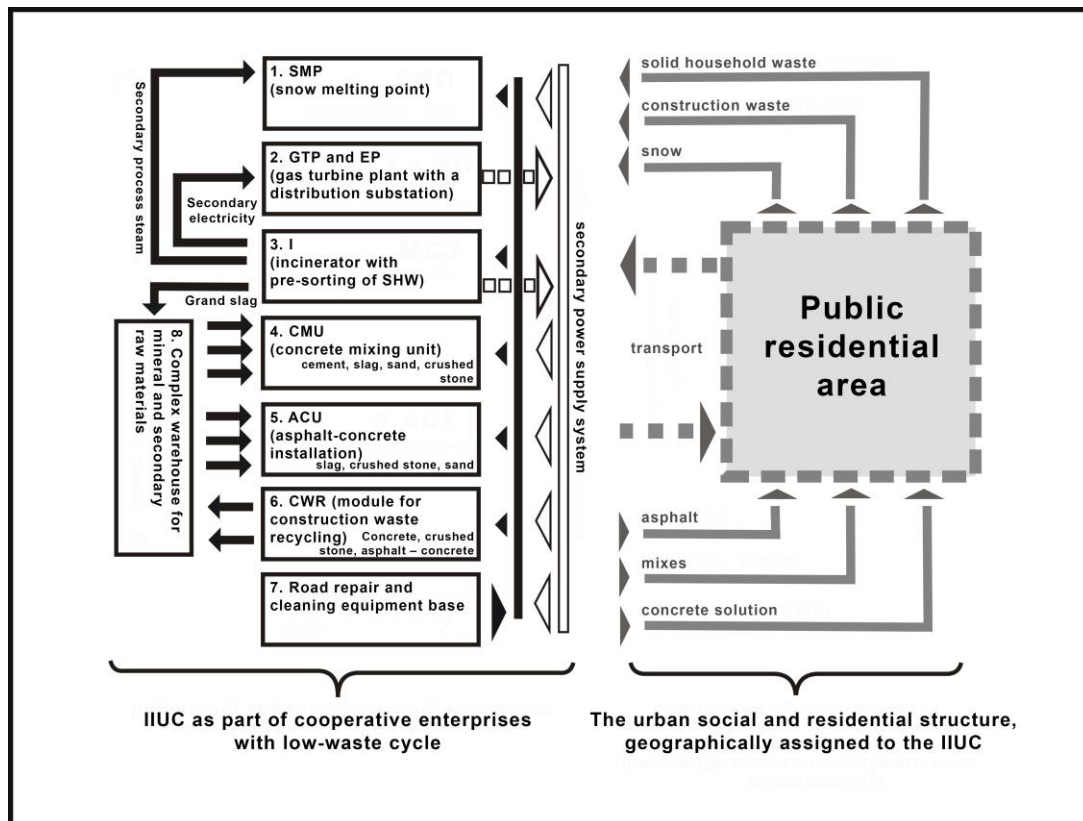 Secondary process steam
1. SMP
(snow melting point)
2. GTP and EP
(gas turbine plant with a
distribution substation)
Secondary
electricity
3. I
(incinerator with
pre-sorting of SHW)
Grand slag
4. CMU
(concrete mixing unit)
cement, slag, sand, crushed
stone
5. ACU
(asphalt-concrete
installation)
slag, crushed stone, sand
6. CWR (module for
construction waste
recycling) Concrete, crushed
stone, asphalt – concrete
7. Road repair and
cleaning equipment base
8. Complex warehouse for
mineral and secondary
raw materials
secondary power supply system
solid household waste
construction waste
snow
transport
Public
residential
area
asphalt
mixes
concrete solution
IIUC as part of cooperative enterprises
with low-waste cycle
The urban social and residential structure,
geographically assigned to the IIUC